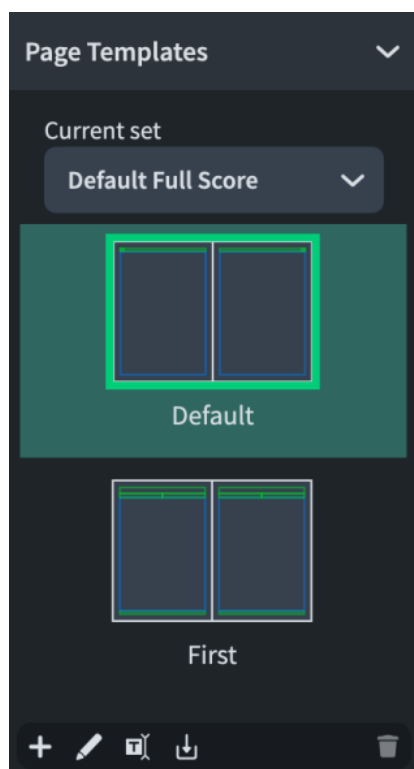 Page Templates
Current set
Default Full Score
Default
First